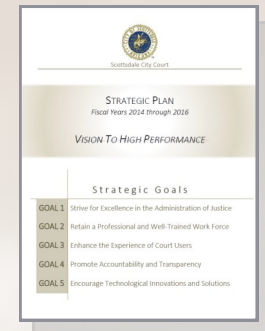 Scottsdale City Court
STRATEGIC PLAN
Fiscal Years 2014 through 2016
VISION TO HIGH PERFORMANCE
Strategic Goals
GOAL 1 Strive for Excellence in the Administration of Justice
GOAL 2 Retain a Professional and Well-Trained Work Force
GOAL 3 Enhance the Experience of Court Users
GOAL 4 Promote Accountability and Transparency
GOAL 5 Encourage Technological Innovations and Solutions